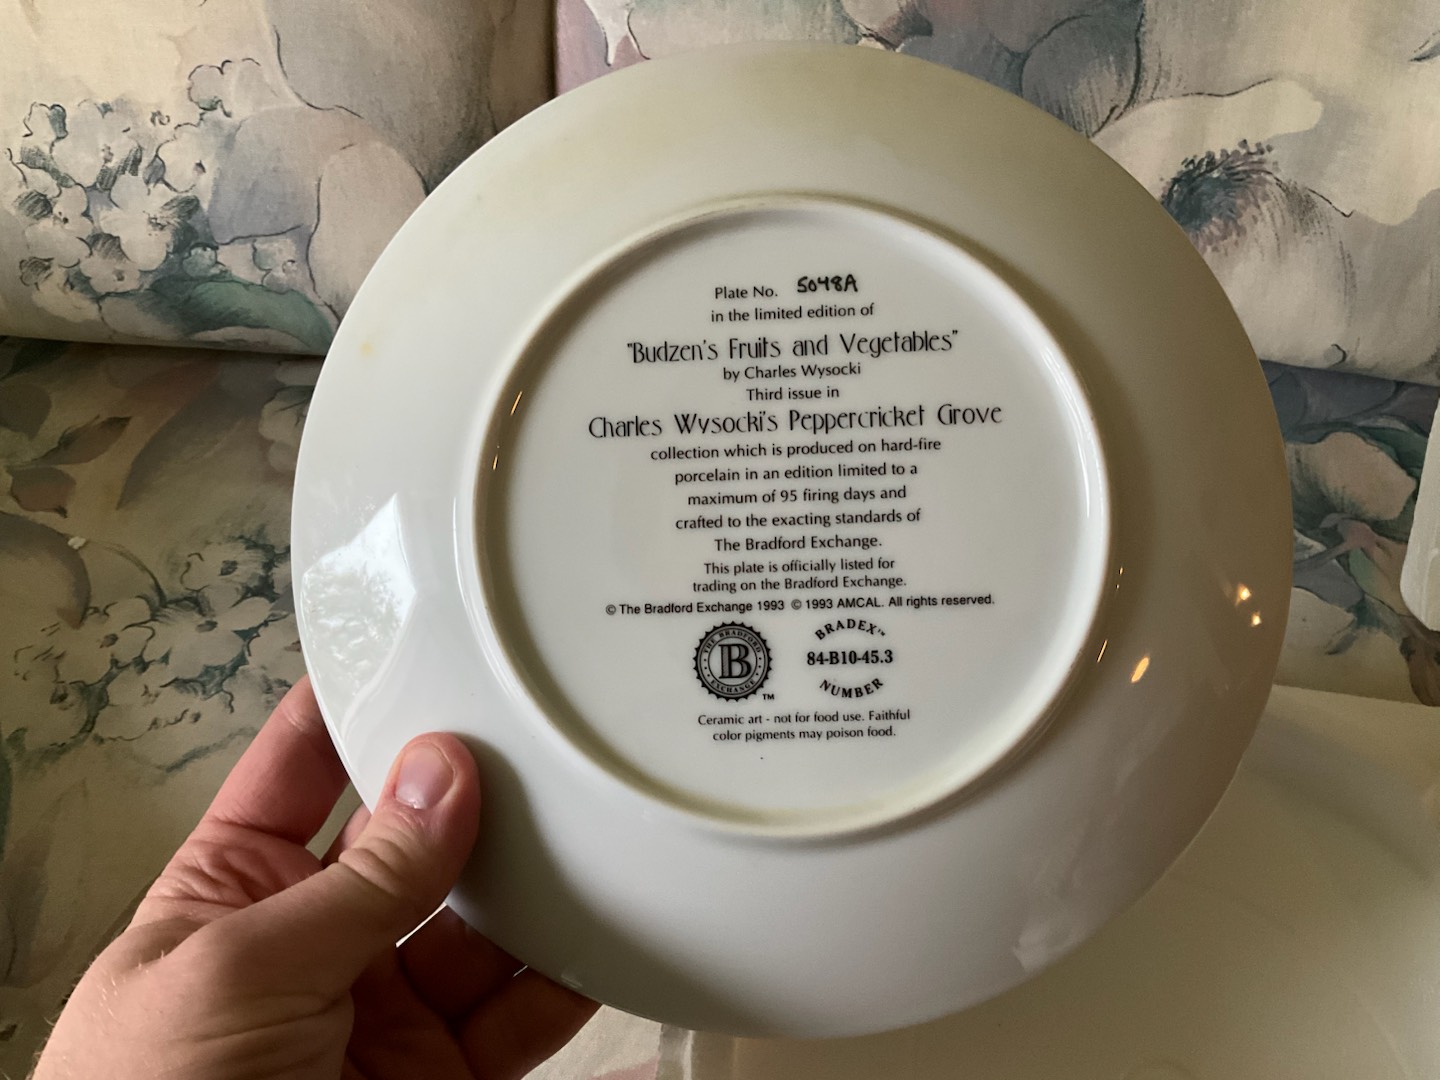 Plate No. 5048A
in the limited edition of
"Budzen's Fruits and Vegetables"
by Charles Wysocki
Third issue in
Charles Wysocki's Peppercricket Grove
collection which is produced on hard-fire
porcelain in an edition limited to a
maximum of 95 firing days and
crafted to the exacting standards of
The Bradford Exchange.
This plate is officially listed for
trading on the Bradford Exchange.
© The Bradford Exchange 1993 © 1993 AMCAL. All rights reserved.
THE BRADFORD
B
EXCHANGE
™
BRADEX™
84-B10-45.3
NUMBER
Ceramic art - not for food use. Faithful
color pigments may poison food.